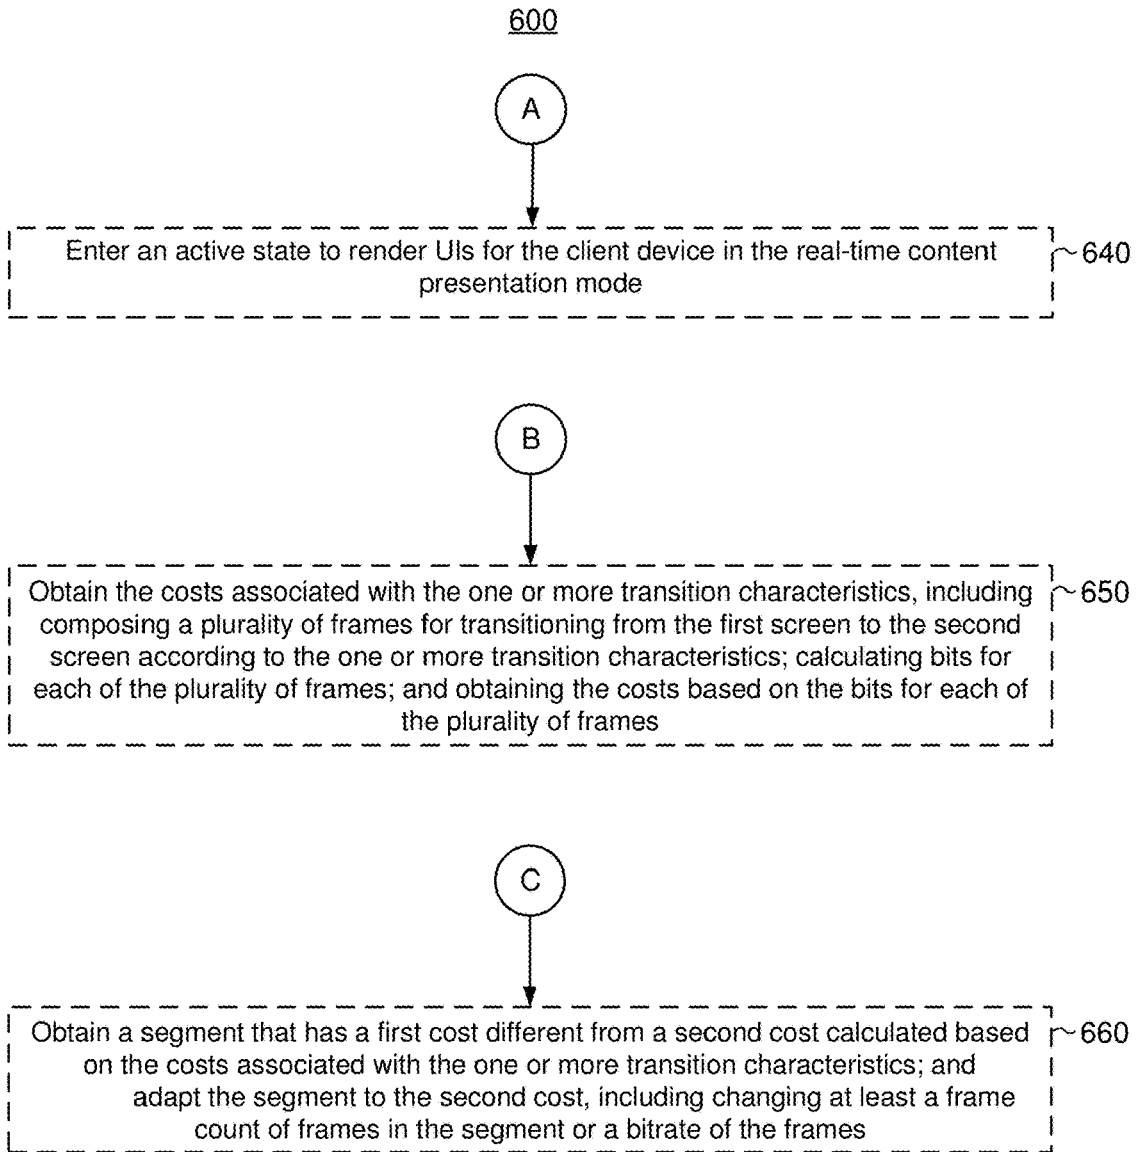 600
A
Enter an active state to render UIs for the client device in the real-time content
presentation mode
640
B
Obtain the costs associated with the one or more transition characteristics, including
composing a plurality of frames for transitioning from the first screen to the second
screen according to the one or more transition characteristics; calculating bits for
each of the plurality of frames; and obtaining the costs based on the bits for each of
the plurality of frames
650
C
Obtain a segment that has a first cost different from a second cost calculated based
on the costs associated with the one or more transition characteristics; and
adapt the segment to the second cost, including changing at least a frame
count of frames in the segment or a bitrate of the frames
660